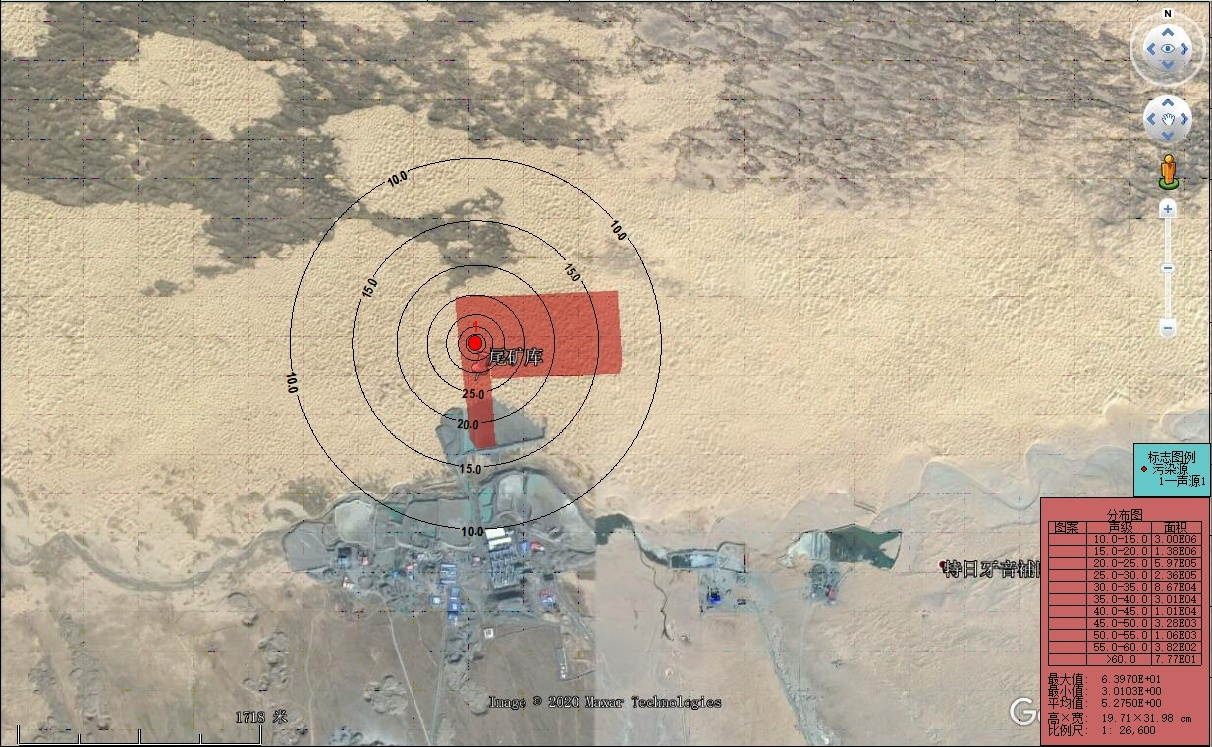 N
10.0
10.0
15.0
15.0
10.0
1
尾矿库
25.0
20.0
15.0
10.0
标志图例
污染源
1—声源1
特日牙音補
分布图
图案 声级 面积
10.0-15.0 3.00E06
15.0-20.0 1.38E06
20.0-25.0 5.97E05
25.0-30.0 2.36E05
30.0-35.0 8.67E04
35.0-40.0 3.01E04
40.0-45.0 1.01E04
45.0-50.0 3.28E03
50.0-55.0 1.06E03
55.0-60.0 3.82E02
>60.0 7.77E01
最大值: 6.3970E+01
最小值: 3.0103E+00
平均值: 5.2750E+00
高×宽: 19.71×31.98 cm
比例尺: 1: 26,600
Image © 2020 Maxar Technologies
1718 米
Go